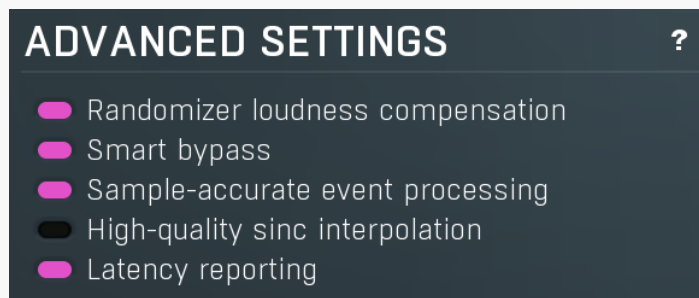 ADVANCED SETTINGS ?
Randomizer loudness compensation
Smart bypass
Sample-accurate event processing
High-quality sinc interpolation
Latency reporting